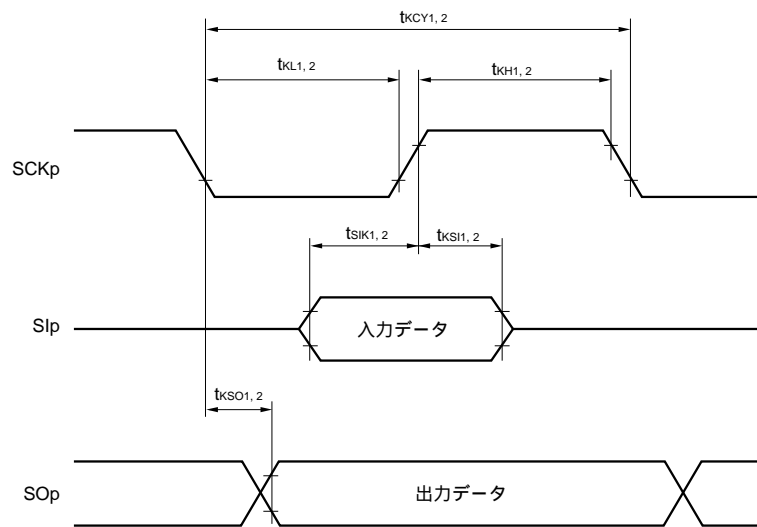 tKCY1, 2
tKL1, 2
tKH1, 2
SCKp
tSIK1, 2
tKSI1, 2
SIp
入力データ
tKSO1, 2
SOp
出力データ